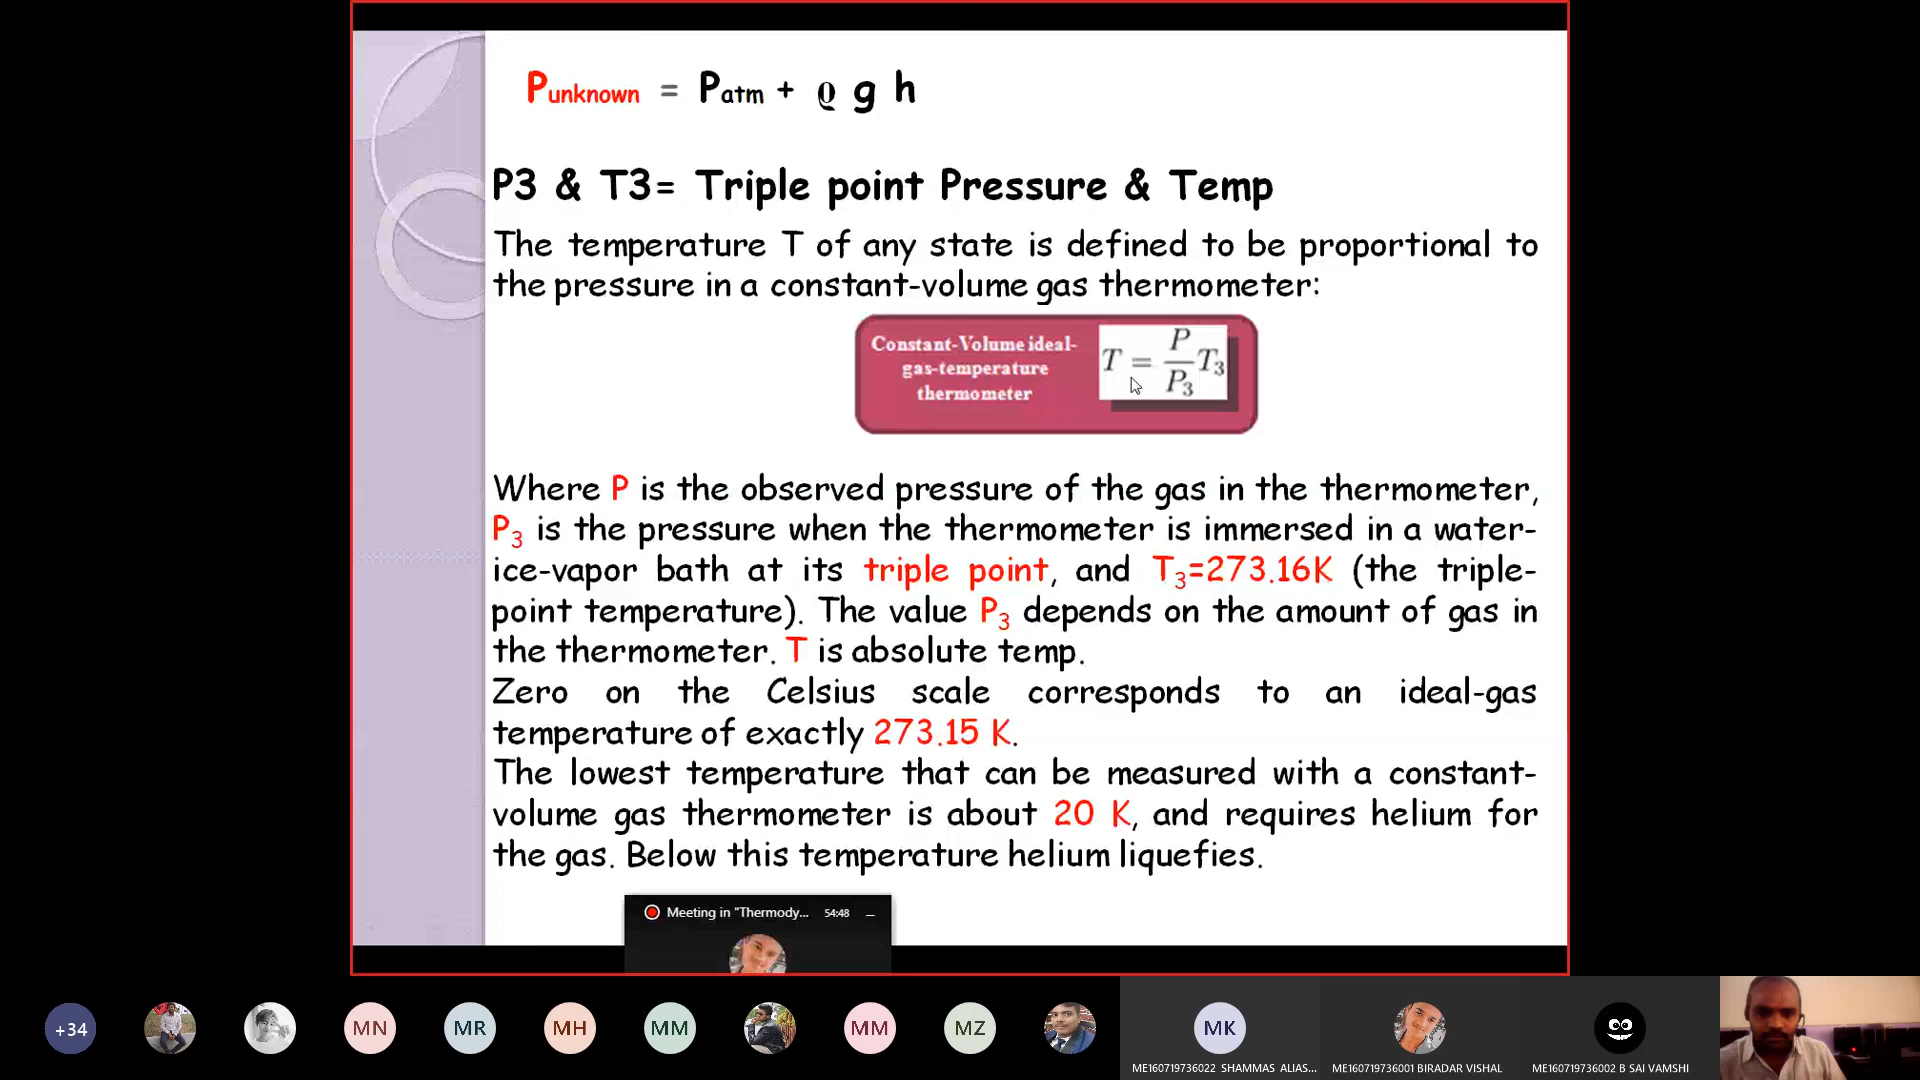 Punknown = Patm + ϱ g h
P3 & T3= Triple point Pressure & Temp
The temperature T of any state is defined to be proportional to
the pressure in a constant-volume gas thermometer:
Constant-Volume ideal-
gas-temperature
thermometer
T = P/P₃ T₃
Where P is the observed pressure of the gas in the thermometer,
P₃ is the pressure when the thermometer is immersed in a water-
ice-vapor bath at its triple point, and T₃=273.16K (the triple-
point temperature). The value P₃ depends on the amount of gas in
the thermometer. T is absolute temp.
Zero on the Celsius scale corresponds to an ideal-gas
temperature of exactly 273.15 K.
The lowest temperature that can be measured with a constant-
volume gas thermometer is about 20 K, and requires helium for
the gas. Below this temperature helium liquefies.
Meeting in "Thermody... 54:48
+34 MN MR MH MM MM MZ MK
ME160719736022 SHAMMAS ALIAS... ME160719736001 BIRADAR VISHAL ME160719736002 B SAI VAMSHI